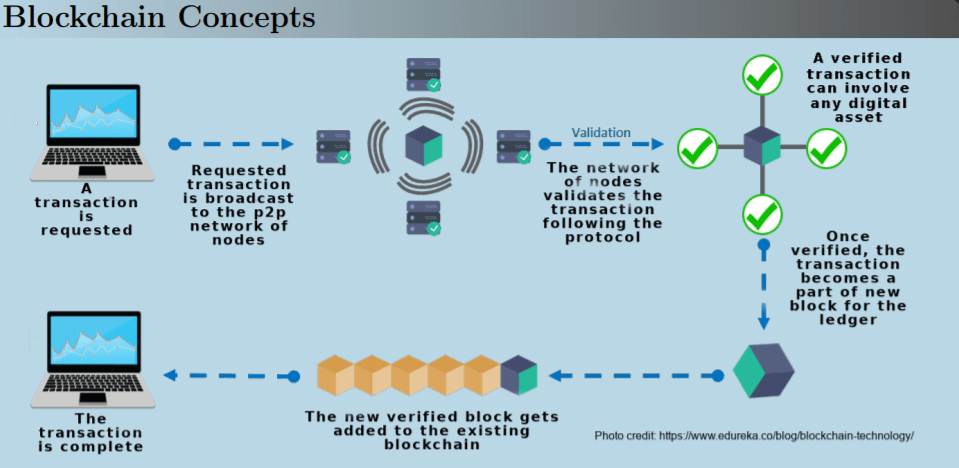 Blockchain Concepts
A
transaction
is
requested
Requested
transaction
is broadcast
to the p2p
network of
nodes
Validation
The network
of nodes
validates the
transaction
following the
protocol
A verified
transaction
can involve
any digital
asset
Once
verified, the
transaction
becomes a
part of new
block for the
ledger
The new verified block gets
added to the existing
blockchain
The
transaction
is complete
Photo credit: https://www.edureka.co/blog/blockchain-technology/